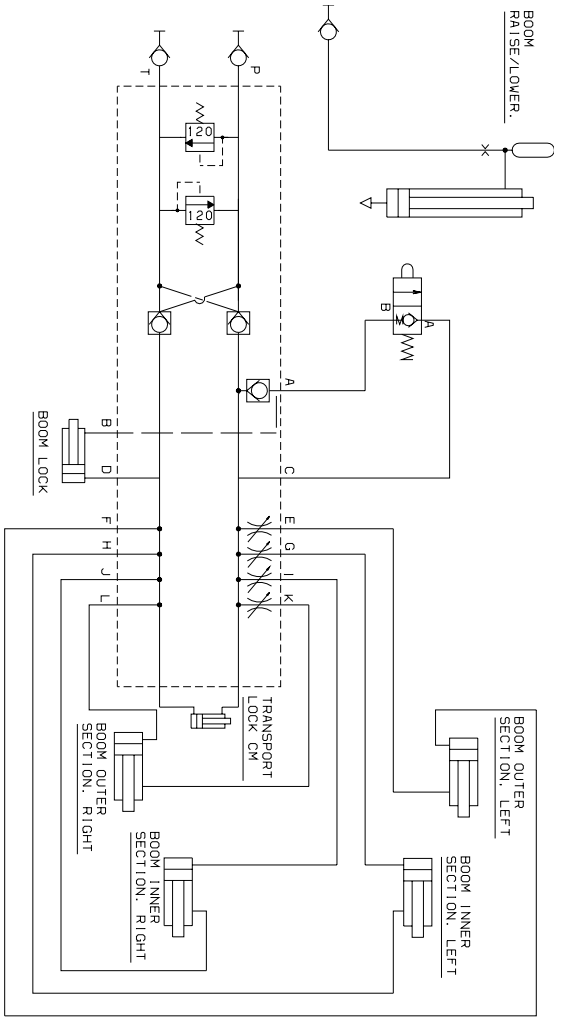 BOOM
RAISE/LOWER.
T
P
120
120
A
B
A
B
C
D
BOOM LOCK
E
F
G
H
I
J
K
L
TRANSPORT
LOCK CM
BOOM OUTER
SECTION. LEFT
BOOM OUTER
SECTION. RIGHT
BOOM INNER
SECTION. RIGHT
BOOM INNER
SECTION. LEFT